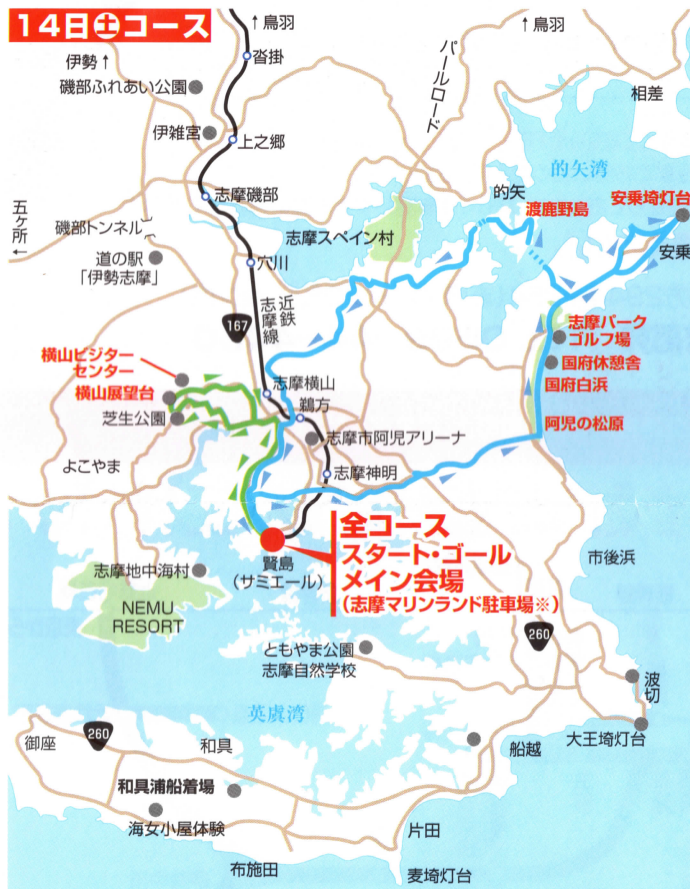 14日㊏コース
↑鳥羽
↑鳥羽
沓掛
伊勢↑
磯部ふれあい公園
パールロード
相差
伊雑宮
上之郷
的矢湾
志摩磯部
的矢
渡鹿野島
安乗埼灯台
五ヶ所
←
磯部トンネル
志摩スペイン村
安乗
道の駅
「伊勢志摩」
穴川
近鉄
志摩線
167
志摩パーク
ゴルフ場
横山ビジター
センター
国府休憩舎
志摩横山
国府白浜
横山展望台
鵜方
芝生公園
阿児の松原
志摩市阿児アリーナ
よこやま
志摩神明
全コース
スタート・ゴール
メイン会場
(志摩マリンランド駐車場※)
賢島
(サミエール)
市後浜
志摩地中海村
NEMU
RESORT
260
ともやま公園
志摩自然学校
波切
英虞湾
大王埼灯台
260
御座
和具
船越
和具浦船着場
海女小屋体験
片田
布施田
麦埼灯台